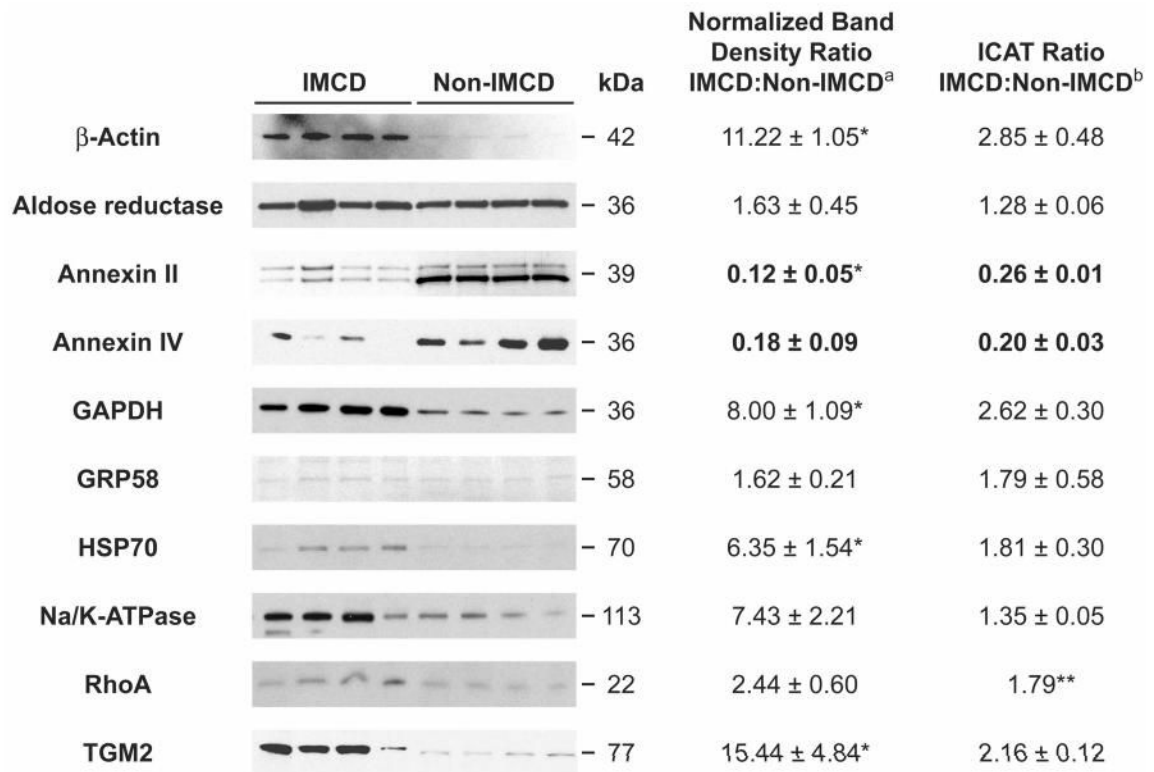 Normalized Band
Density Ratio
IMCD:Non-IMCDᵃ
ICAT Ratio
IMCD:Non-IMCDᵇ
IMCD Non-IMCD kDa
β-Actin - 42 11.22 ± 1.05* 2.85 ± 0.48
Aldose reductase - 36 1.63 ± 0.45 1.28 ± 0.06
Annexin II - 39 0.12 ± 0.05* 0.26 ± 0.01
Annexin IV - 36 0.18 ± 0.09 0.20 ± 0.03
GAPDH - 36 8.00 ± 1.09* 2.62 ± 0.30
GRP58 - 58 1.62 ± 0.21 1.79 ± 0.58
HSP70 - 70 6.35 ± 1.54* 1.81 ± 0.30
Na/K-ATPase - 113 7.43 ± 2.21 1.35 ± 0.05
RhoA - 22 2.44 ± 0.60 1.79**
TGM2 - 77 15.44 ± 4.84* 2.16 ± 0.12